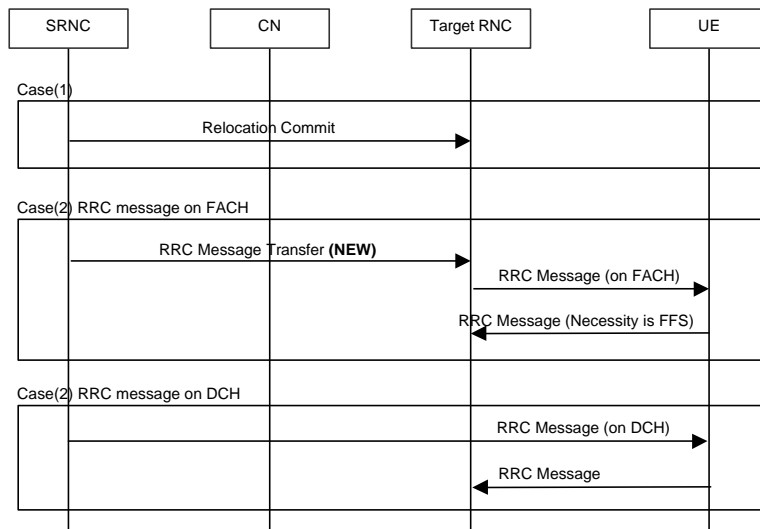 SRNC
CN
Target RNC
UE
Case(1)
Relocation Commit
Case(2) RRC message on FACH
RRC Message Transfer (NEW)
RRC Message (on FACH)
RRC Message (Necessity is FFS)
Case(2) RRC message on DCH
RRC Message (on DCH)
RRC Message